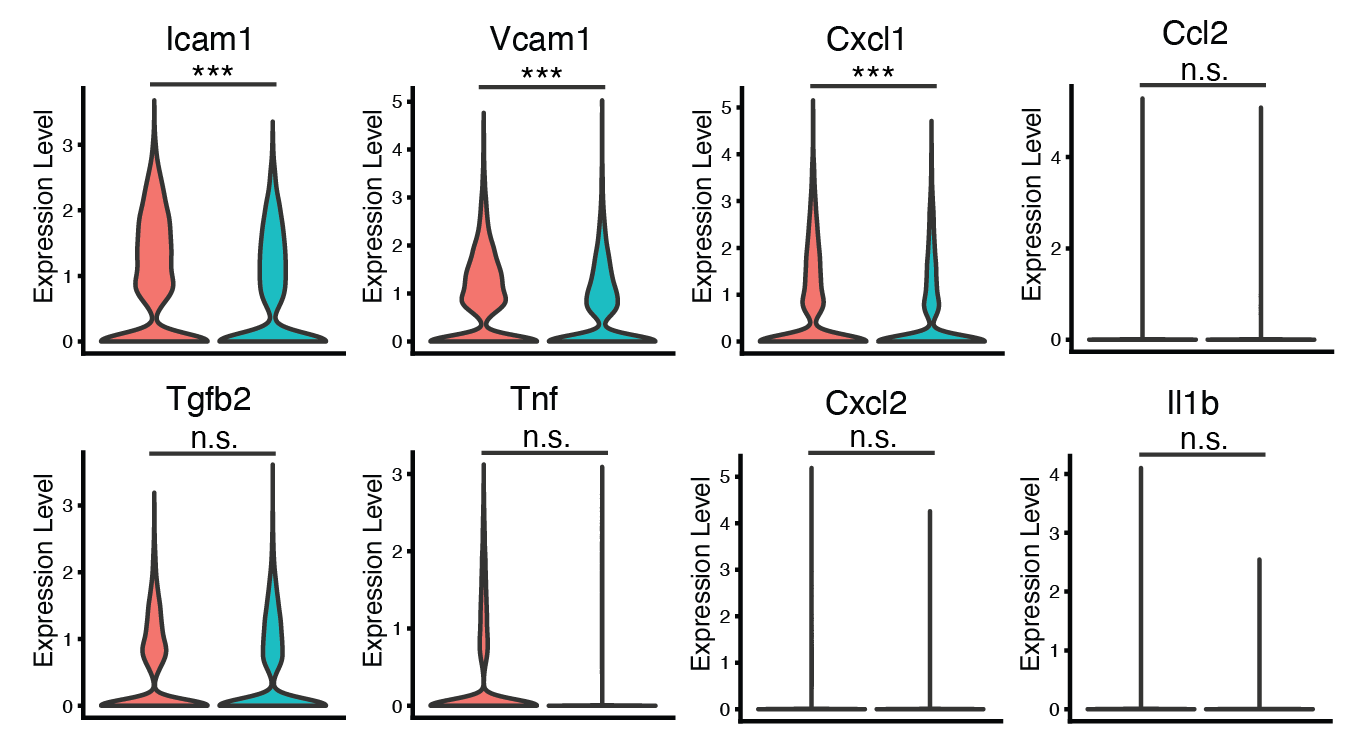 Icam1
***
Expression Level
3
2
1
0
Vcam1
***
Expression Level
5
4
3
2
1
0
Cxcl1
***
Expression Level
5
4
3
2
1
0
Ccl2
n.s.
Expression Level
4
2
0
Tgfb2
n.s.
Expression Level
3
2
1
0
Tnf
n.s.
Expression Level
3
2
1
0
Cxcl2
n.s.
Expression Level
5
4
3
2
1
0
Il1b
n.s.
Expression Level
4
3
2
1
0